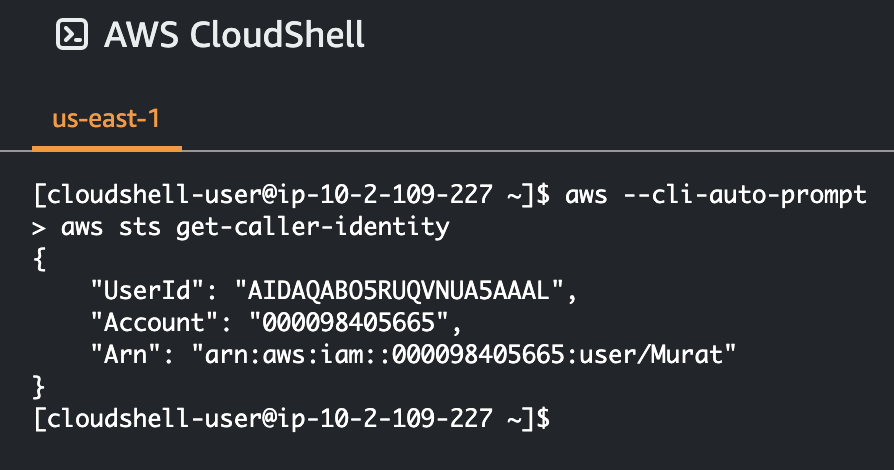 AWS CloudShell
us-east-1
[cloudshell-user@ip-10-2-109-227 ~]$ aws --cli-auto-prompt
> aws sts get-caller-identity
{
    "UserId": "AIDAQABO5RUQVNUA5AAAL",
    "Account": "000098405665",
    "Arn": "arn:aws:iam::000098405665:user/Murat"
}
[cloudshell-user@ip-10-2-109-227 ~]$